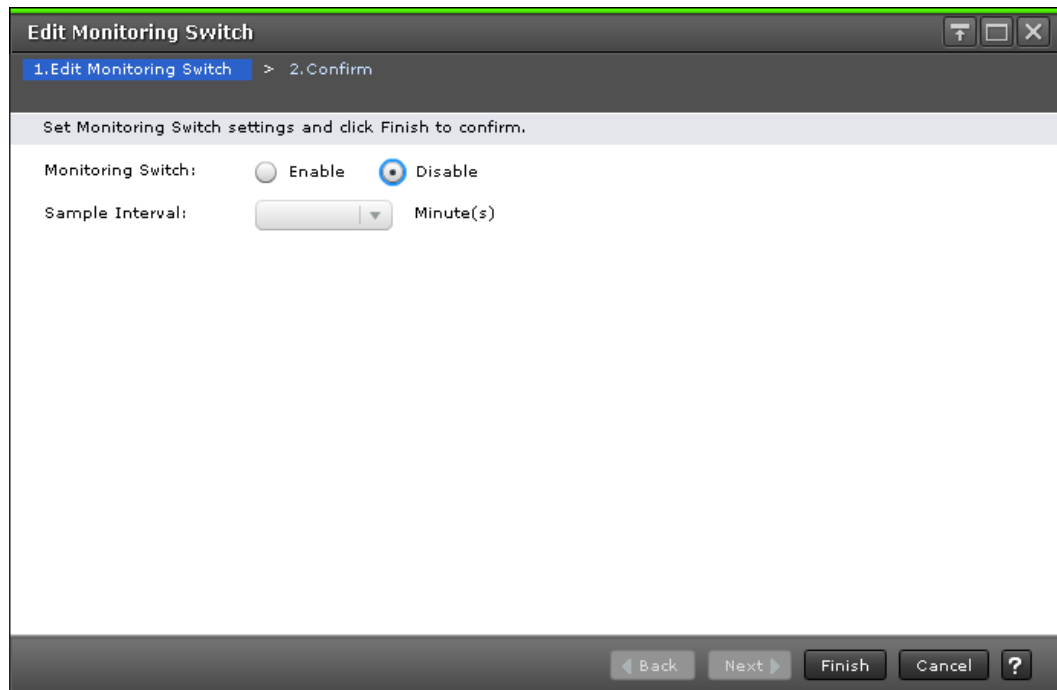 Edit Monitoring Switch
1.Edit Monitoring Switch > 2.Confirm
Set Monitoring Switch settings and click Finish to confirm.
Monitoring Switch: Enable Disable
Sample Interval: Minute(s)
Back Next Finish Cancel ?